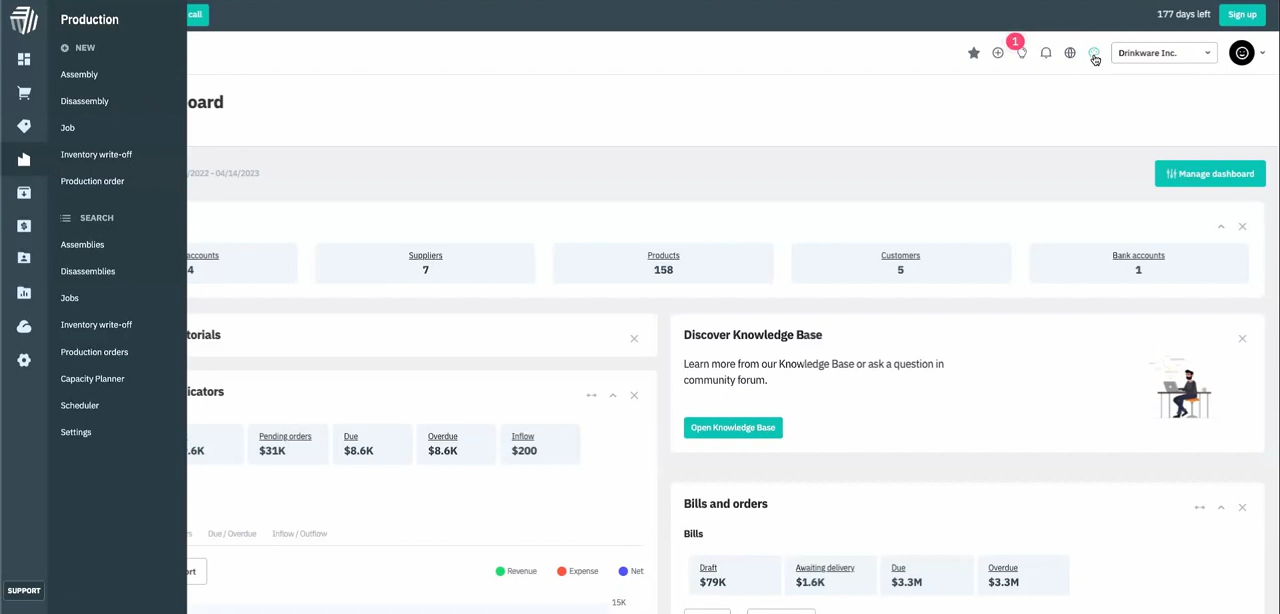 Production
call
177 days left
Sign up
NEW
1
Drinkware Inc.
Assembly
Disassembly
oard
Job
Inventory write-off
Production order
/2022 - 04/14/2023
Manage dashboard
SEARCH
Assemblies
Disassemblies
Jobs
Inventory write-off
Production orders
Capacity Planner
Scheduler
Settings
SUPPORT
accounts
4
Suppliers
7
Products
158
Customers
5
Bank accounts
1
torials
Discover Knowledge Base
Learn more from our Knowledge Base or ask a question in
community forum.
Open Knowledge Base
icators
.6K
Pending orders
$31K
Due
$8.6K
Overdue
$8.6K
Inflow
$200
rs
Due / Overdue
Inflow / Outflow
ort
Revenue
Expense
Net
15K
Bills and orders
Bills
Draft
$79K
Awaiting delivery
$1.6K
Due
$3.3M
Overdue
$3.3M